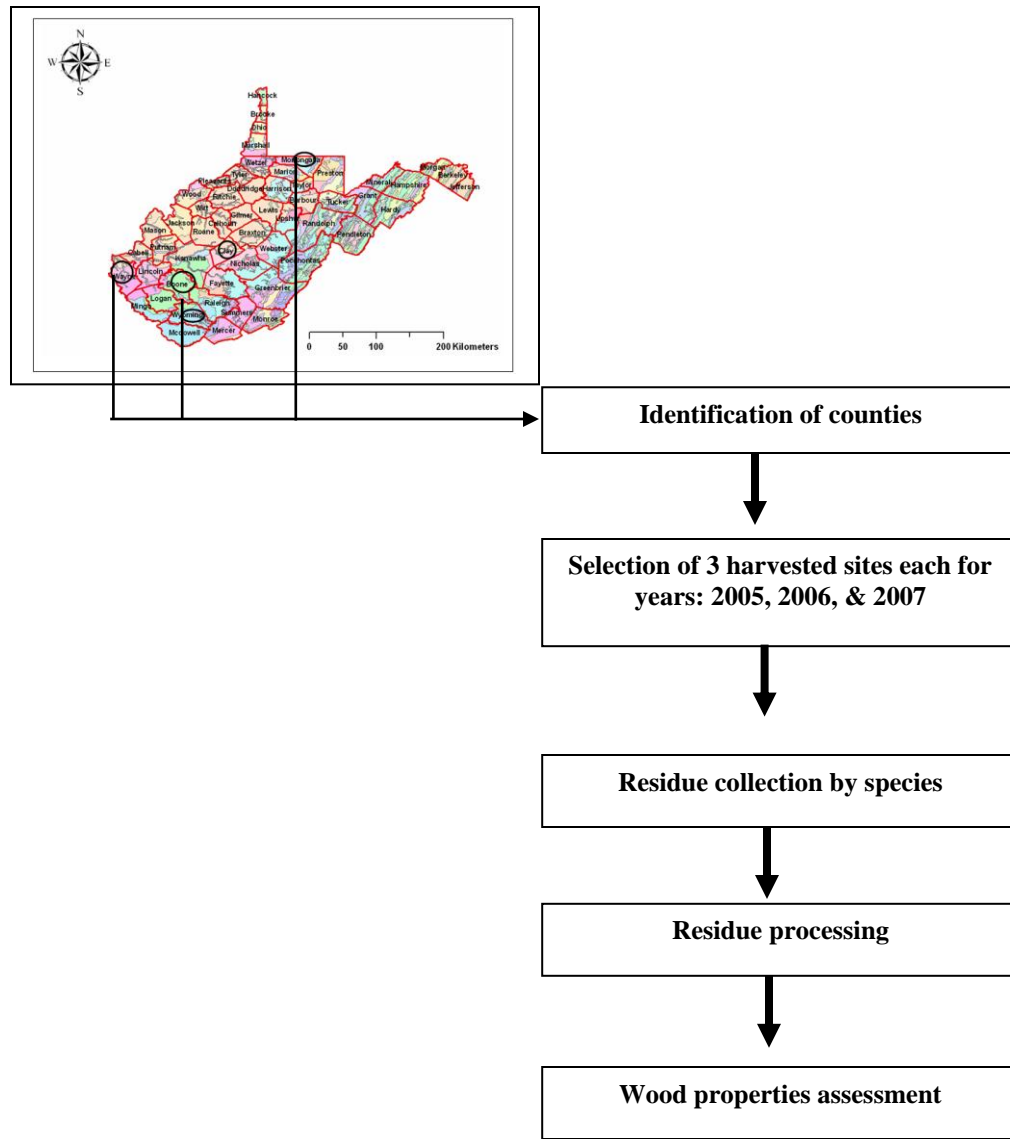 N
W E
S
Hancock
Brooke
Ohio
Marshall
Wetzel
Monongalia
Marion
Preston
Morgan
Berkeley
Jefferson
Tyler
Pleasants
Doddridge
Harrison
Taylor
Mineral
Hampshire
Wood
Ritchie
Barbour
Grant
Wirt
Lewis
Tucker
Hardy
Jackson
Calhoun
Gilmer
Upshur
Randolph
Mason
Roane
Braxton
Pendleton
Putnam
Clay
Webster
Cabell
Kanawha
Nicholas
Pocahontas
Wayne
Lincoln
Boone
Fayette
Greenbrier
Logan
Raleigh
Mingo
Wyoming
Summers
Monroe
Mcdowell
Mercer
0 50 100 200 Kilometers
Identification of counties
Selection of 3 harvested sites each for
years: 2005, 2006, & 2007
Residue collection by species
Residue processing
Wood properties assessment